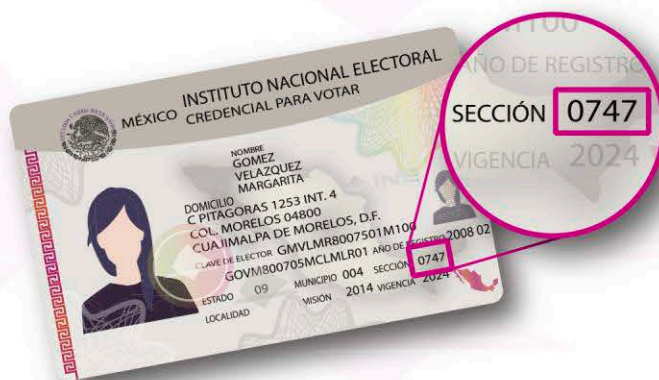 INSTITUTO NACIONAL ELECTORAL
MÉXICO CREDENCIAL PARA VOTAR
NOMBRE
GOMEZ
VELAZQUEZ
MARGARITA
DOMICILIO
C PITAGORAS 1253 INT. 4
COL. MORELOS 04800
CUAJIMALPA DE MORELOS, D.F.
CLAVE DE ELECTOR GMVLMR8007501M100
GOVM800705MCLMLR01 AÑO DE REGISTRO 2008 02
ESTADO 09 MUNICIPIO 004 SECCIÓN 0747
LOCALIDAD VISIÓN 2014 VIGENCIA 2024
AÑO DE REGISTRO
SECCIÓN 0747
VIGENCIA 2024